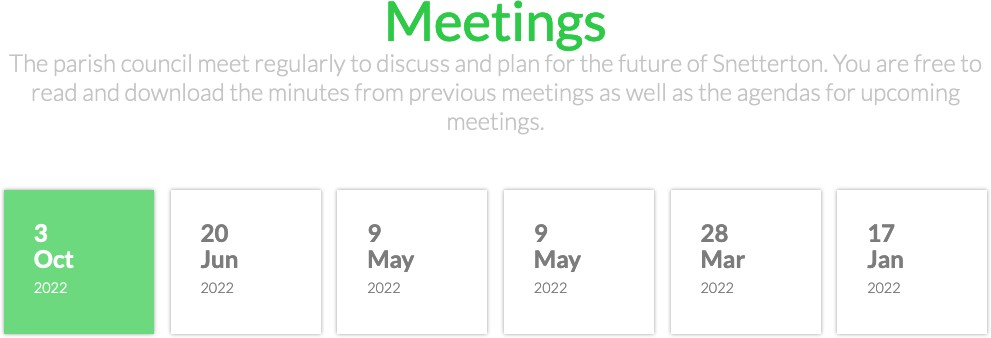 Meetings
The parish council meet regularly to discuss and plan for the future of Snetterton. You are free to
read and download the minutes from previous meetings as well as the agendas for upcoming
meetings.
3
Oct
2022
20
Jun
2022
9
May
2022
9
May
2022
28
Mar
2022
17
Jan
2022